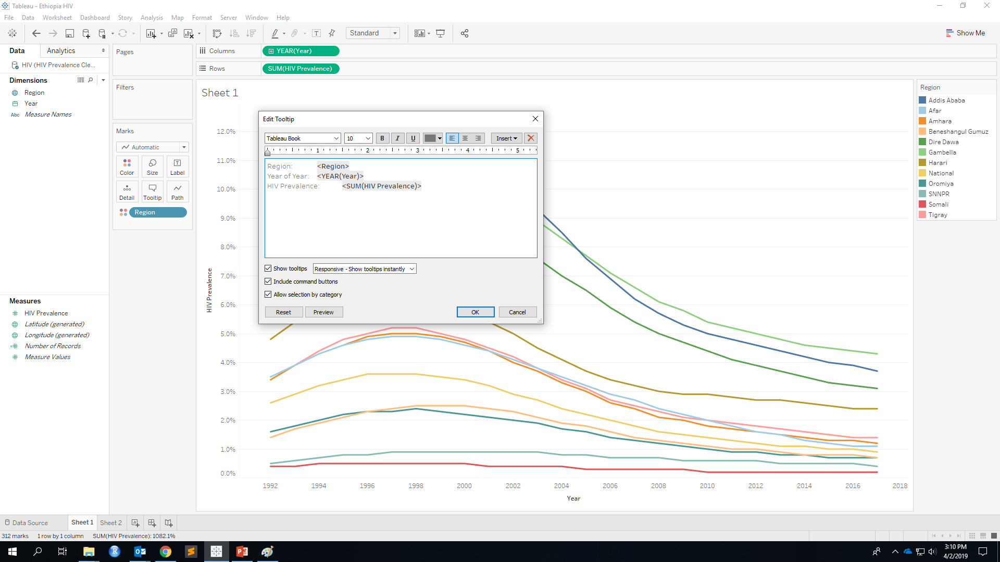 Tableau - Ethiopia HIV
File Data Worksheet Dashboard Story Analysis Map Format Server Window Help
Standard
Show Me
Data
Analytics
HIV (HIV Prevalence Cle...
Dimensions
Region
Year
Abc Measure Names
Measures
HIV Prevalence
Latitude (generated)
Longitude (generated)
Number of Records
Measure Values
Pages
Filters
Marks
Automatic
Color Size Label
Detail Tooltip Path
Region
Columns
YEAR(Year)
Rows
SUM(HIV Prevalence)
Sheet 1
Edit Tooltip
Tableau Book 10 B I U Insert
1 2 3 4 5
Region: <Region>
Year of Year: <YEAR(Year)>
HIV Prevalence: <SUM(HIV Prevalence)>
Show tooltips Responsive - Show tooltips instantly
Include command buttons
Allow selection by category
Reset Preview OK Cancel
HIV Prevalence
12.0%
11.0%
10.0%
9.0%
8.0%
7.0%
6.0%
5.0%
4.0%
3.0%
2.0%
1.0%
0.0%
1992 1994 1996 1998 2000 2002 2004 2006 2008 2010 2012 2014 2016 2018
Year
Region
Addis Ababa
Afar
Amhara
Beneshangul Gumuz
Dire Dawa
Gambella
Harari
National
Oromiya
SNNPR
Somali
Tigray
Data Source Sheet 1 Sheet 2
312 marks 1 row by 1 column SUM(HIV Prevalence): 1082.1%
3:10 PM
4/2/2019